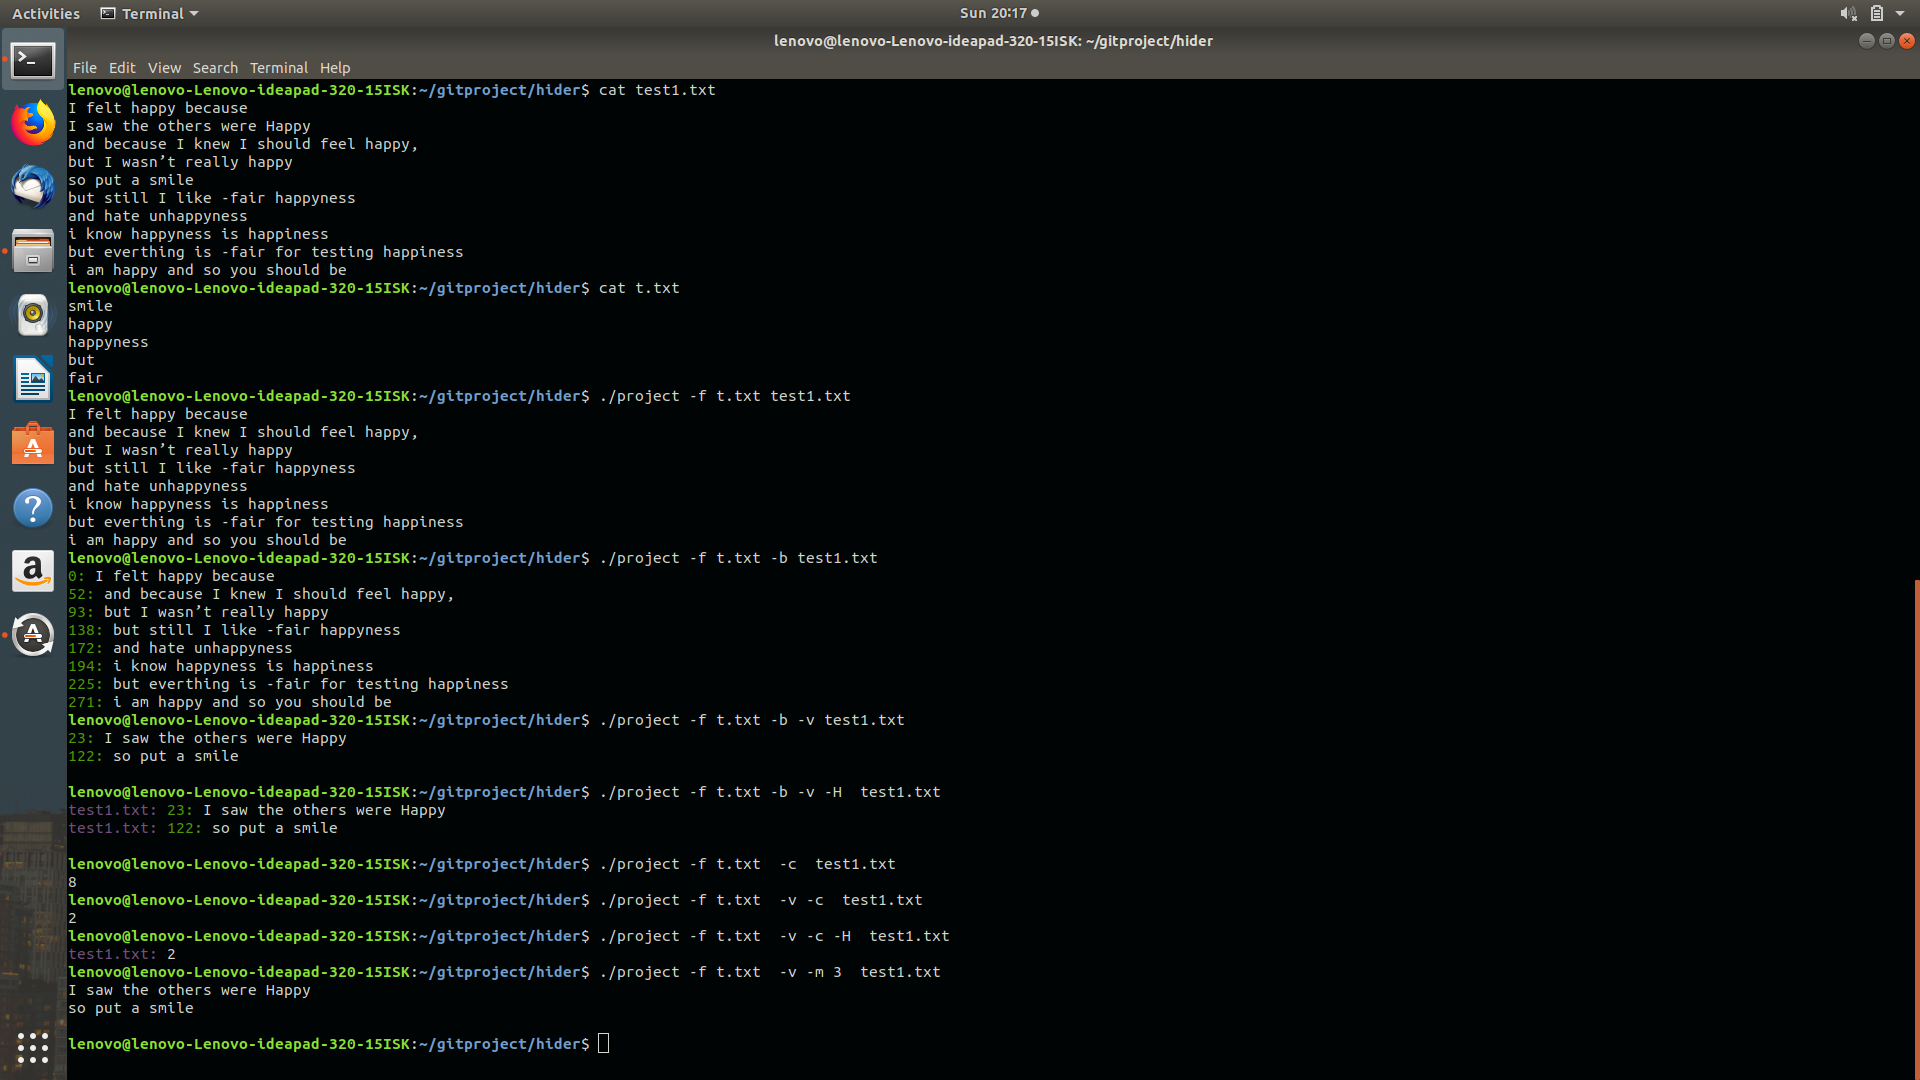 Activities Terminal Sun 20:17
lenovo@lenovo-Lenovo-ideapad-320-15ISK: ~/gitproject/hider
File Edit View Search Terminal Help
lenovo@lenovo-Lenovo-ideapad-320-15ISK:~/gitproject/hider$ cat test1.txt
I felt happy because
I saw the others were Happy
and because I knew I should feel happy,
but I wasn’t really happy
so put a smile
but still I like -fair happyness
and hate unhappyness
i know happyness is happiness
but everthing is -fair for testing happiness
i am happy and so you should be
lenovo@lenovo-Lenovo-ideapad-320-15ISK:~/gitproject/hider$ cat t.txt
smile
happy
happyness
but
fair
lenovo@lenovo-Lenovo-ideapad-320-15ISK:~/gitproject/hider$ ./project -f t.txt test1.txt
I felt happy because
and because I knew I should feel happy,
but I wasn’t really happy
but still I like -fair happyness
and hate unhappyness
i know happyness is happiness
but everthing is -fair for testing happiness
i am happy and so you should be
lenovo@lenovo-Lenovo-ideapad-320-15ISK:~/gitproject/hider$ ./project -f t.txt -b test1.txt
0: I felt happy because
52: and because I knew I should feel happy,
93: but I wasn’t really happy
138: but still I like -fair happyness
172: and hate unhappyness
194: i know happyness is happiness
225: but everthing is -fair for testing happiness
271: i am happy and so you should be
lenovo@lenovo-Lenovo-ideapad-320-15ISK:~/gitproject/hider$ ./project -f t.txt -b -v test1.txt
23: I saw the others were Happy
122: so put a smile
lenovo@lenovo-Lenovo-ideapad-320-15ISK:~/gitproject/hider$ ./project -f t.txt -b -v -H  test1.txt
test1.txt: 23: I saw the others were Happy
test1.txt: 122: so put a smile
lenovo@lenovo-Lenovo-ideapad-320-15ISK:~/gitproject/hider$ ./project -f t.txt  -c  test1.txt
8
lenovo@lenovo-Lenovo-ideapad-320-15ISK:~/gitproject/hider$ ./project -f t.txt  -v -c  test1.txt
2
lenovo@lenovo-Lenovo-ideapad-320-15ISK:~/gitproject/hider$ ./project -f t.txt  -v -c -H  test1.txt
test1.txt: 2
lenovo@lenovo-Lenovo-ideapad-320-15ISK:~/gitproject/hider$ ./project -f t.txt  -v -m 3  test1.txt
I saw the others were Happy
so put a smile
lenovo@lenovo-Lenovo-ideapad-320-15ISK:~/gitproject/hider$